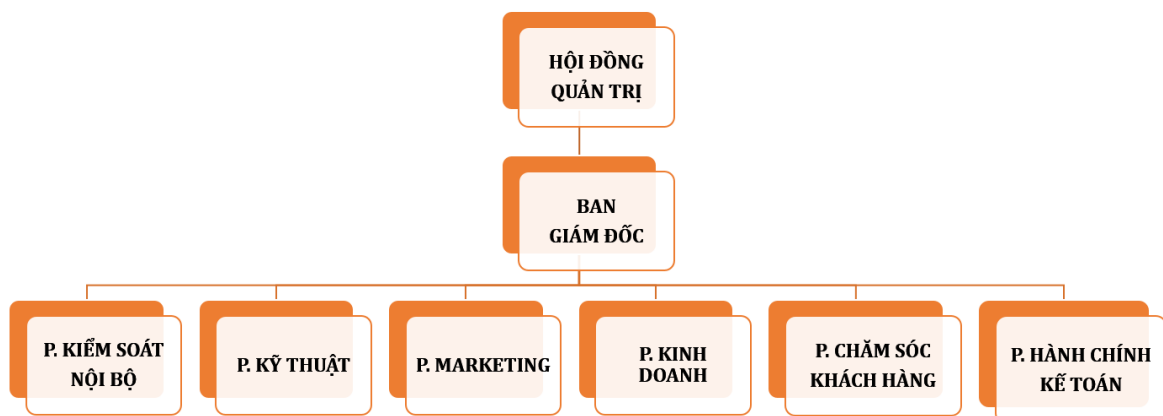 HỘI ĐỒNG
QUẢN TRỊ
BAN
GIÁM ĐỐC
P. KIỂM SOÁT
NỘI BỘ
P. KỸ THUẬT
P. MARKETING
P. KINH
DOANH
P. CHĂM SÓC
KHÁCH HÀNG
P. HÀNH CHÍNH
KẾ TOÁN